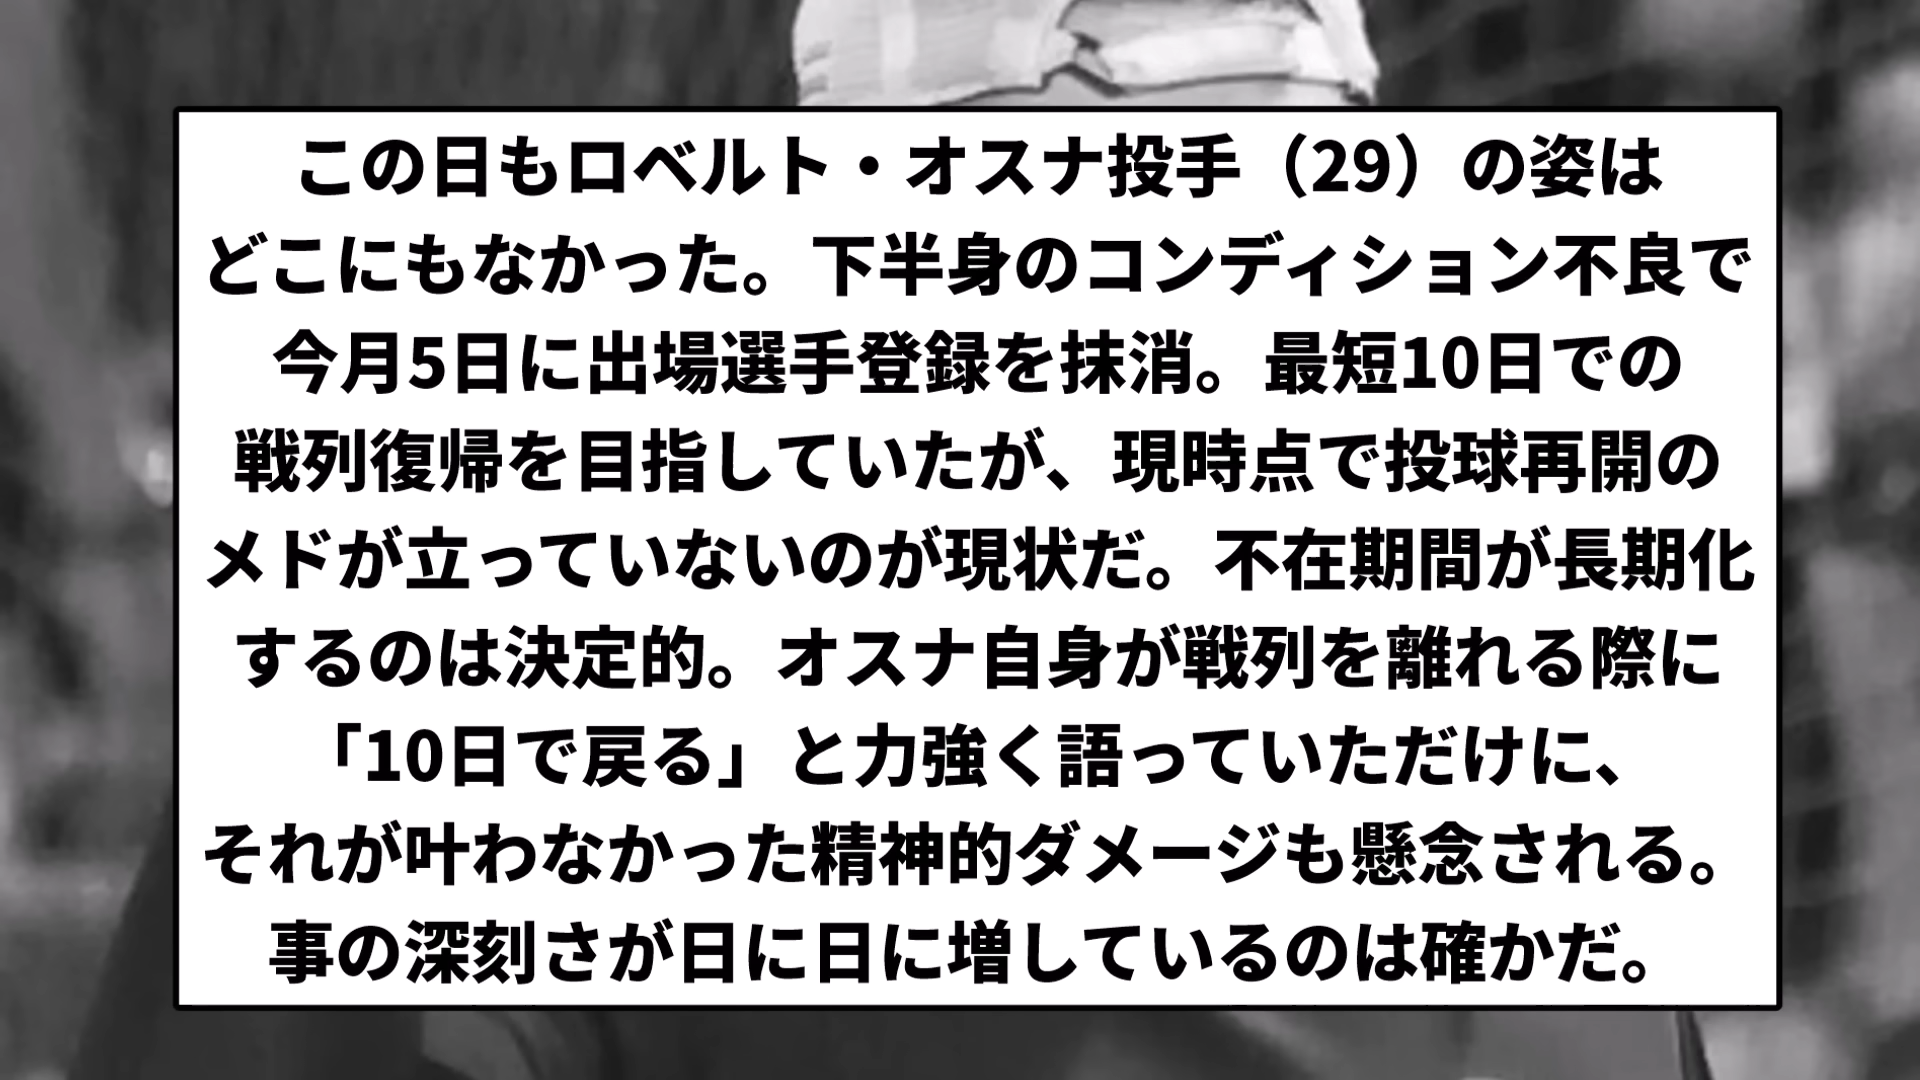 この日もロベルト・オスナ投手（29）の姿は
どこにもなかった。下半身のコンディション不良で
今月5日に出場選手登録を抹消。最短10日での
戦列復帰を目指していたが、現時点で投球再開の
メドが立っていないのが現状だ。不在期間が長期化
するのは決定的。オスナ自身が戦列を離れる際に
「10日で戻る」と力強く語っていただけに、
それが叶わなかった精神的ダメージも懸念される。
事の深刻さが日に日に増しているのは確かだ。